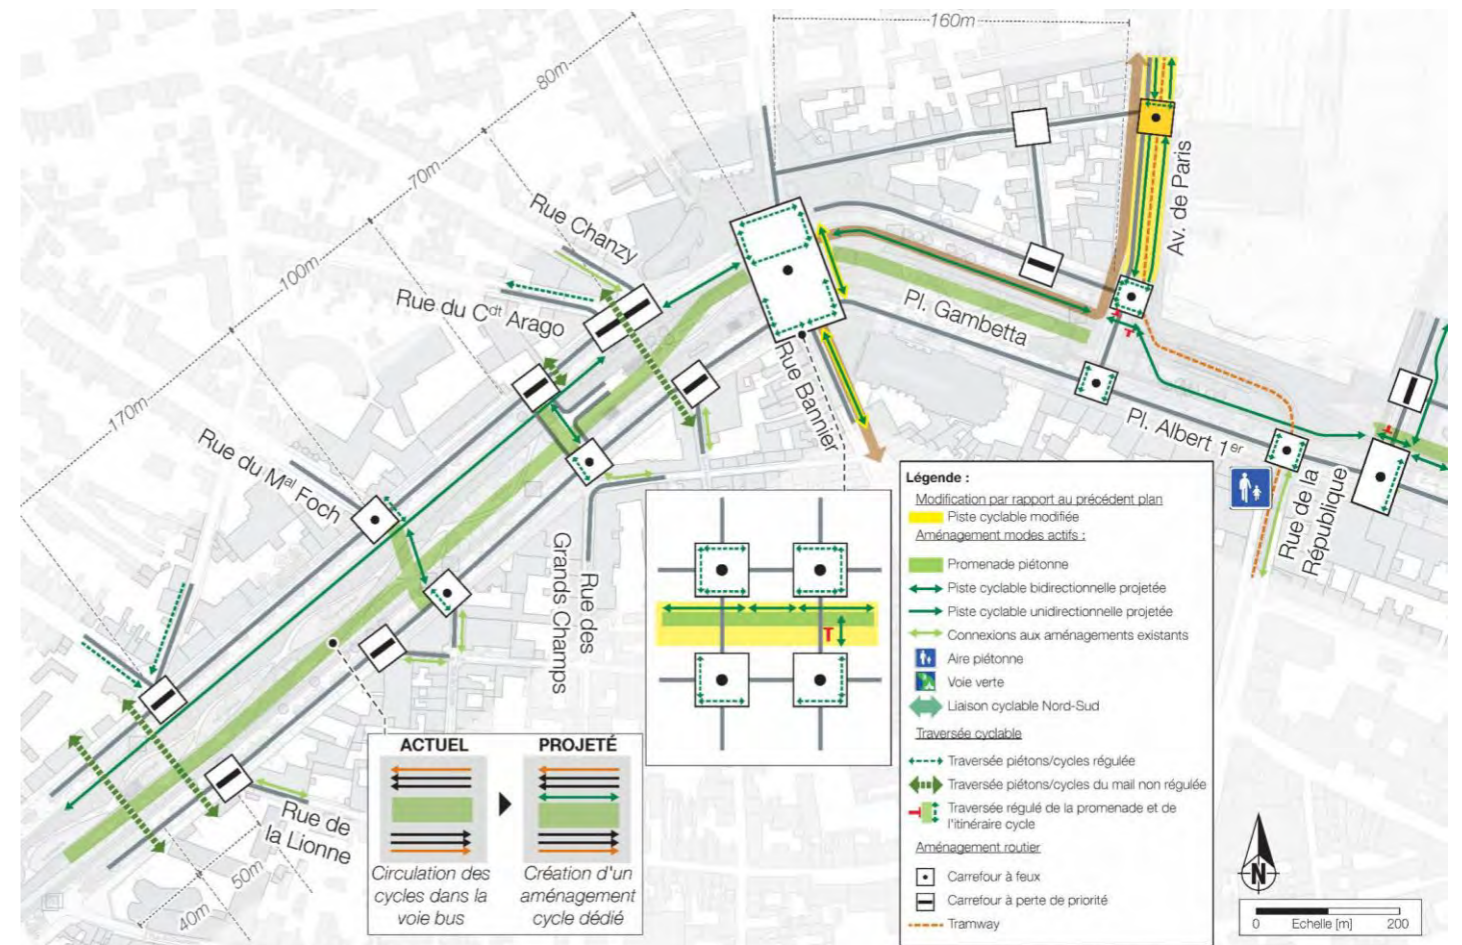 160m
80m
70m
100m
170m
50m
40m
Rue Chanzy
Rue du Cdt Arago
Rue du Mal Foch
Rue des
Grands Champs
Rue de
la Lionne
Rue Bannier
Pl. Gambetta
Av. de Paris
Pl. Albert 1er
Rue de la
République
T
T
ACTUEL
PROJETÉ
Circulation des
cycles dans la
voie bus
Création d'un
aménagement
cycle dédié
Légende :
Modification par rapport au précédent plan
Piste cyclable modifiée
Aménagement modes actifs :
Promenade piétonne
Piste cyclable bidirectionnelle projetée
Piste cyclable unidirectionnelle projetée
Connexions aux aménagements existants
Aire piétonne
Voie verte
Liaison cyclable Nord-Sud
Traversée cyclable
Traversée piétons/cycles régulée
Traversée piétons/cycles du mail non régulée
Traversée régulé de la promenade et de
l'itinéraire cycle
Aménagement routier
Carrefour à feux
Carrefour à perte de priorité
Tramway
N
0 Echelle [m] 200